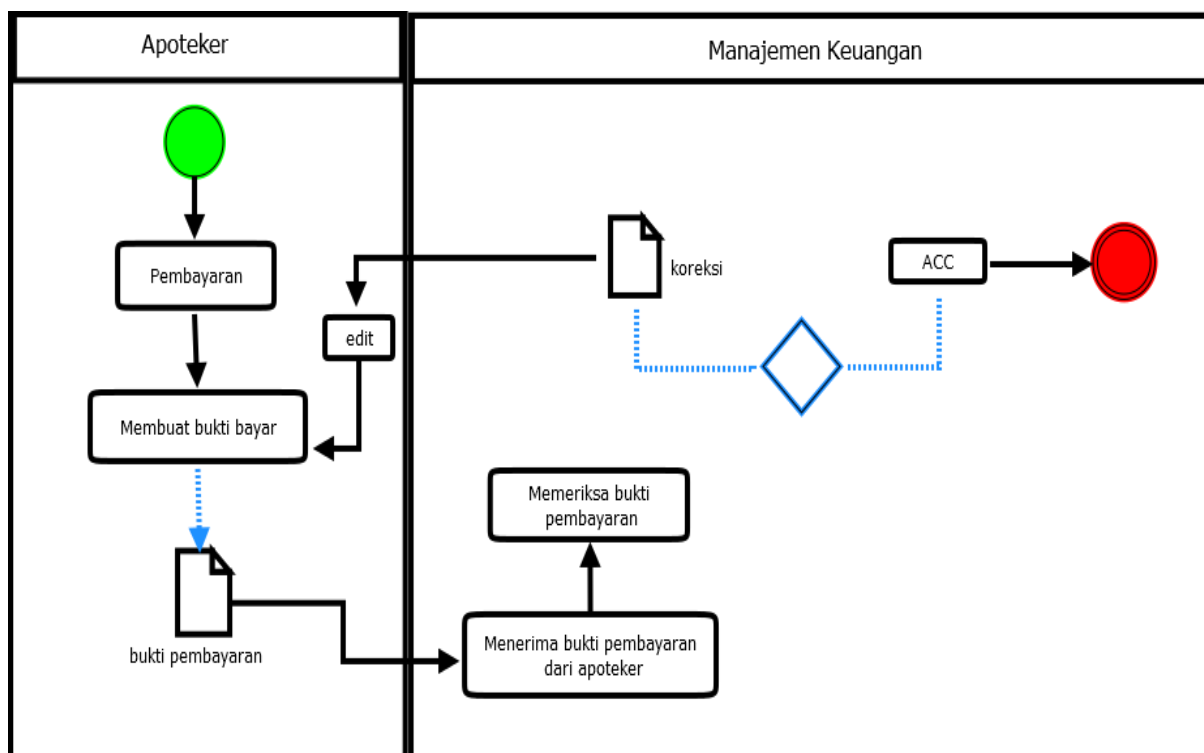 Apoteker
Manajemen Keuangan
Pembayaran
edit
Membuat bukti bayar
bukti pembayaran
koreksi
ACC
Memeriksa bukti
pembayaran
Menerima bukti pembayaran
dari apoteker